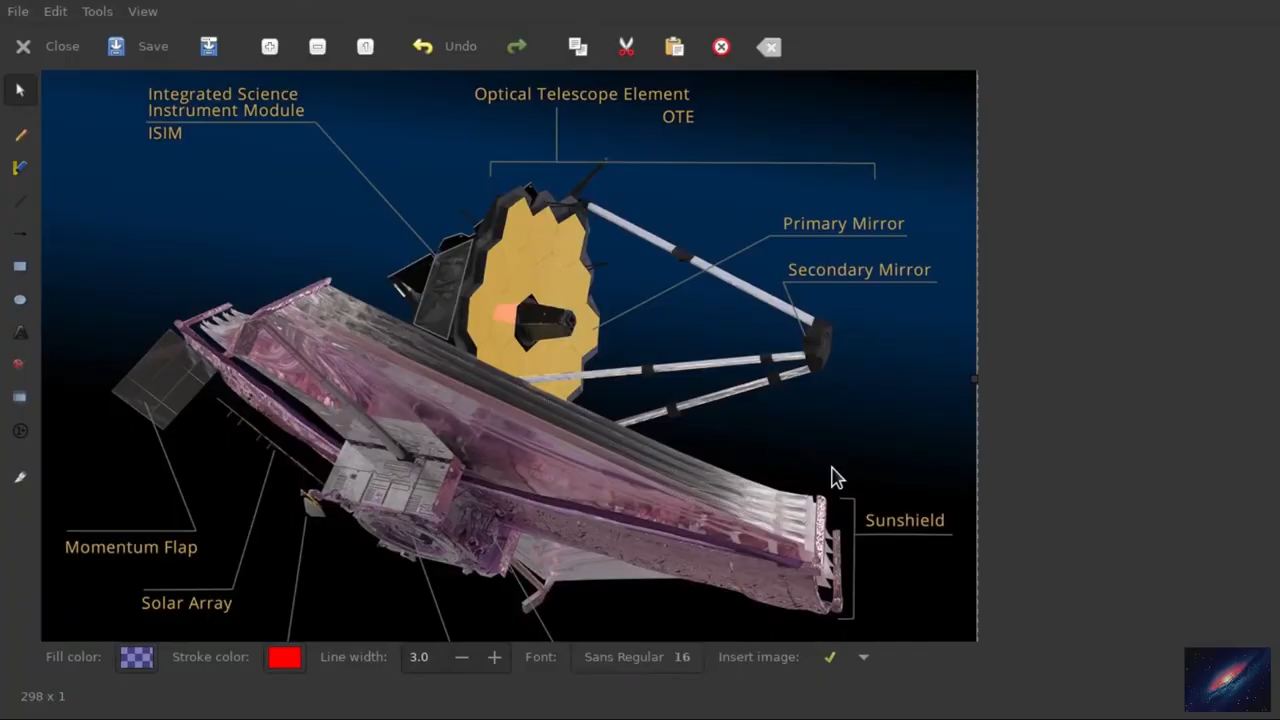 File Edit Tools View
Close Save Undo
Integrated Science
Instrument Module
ISIM
Optical Telescope Element
OTE
Primary Mirror
Secondary Mirror
Sunshield
Momentum Flap
Solar Array
Fill color: Stroke color: Line width: 3.0 Font: Sans Regular 16 Insert image:
298 x 1